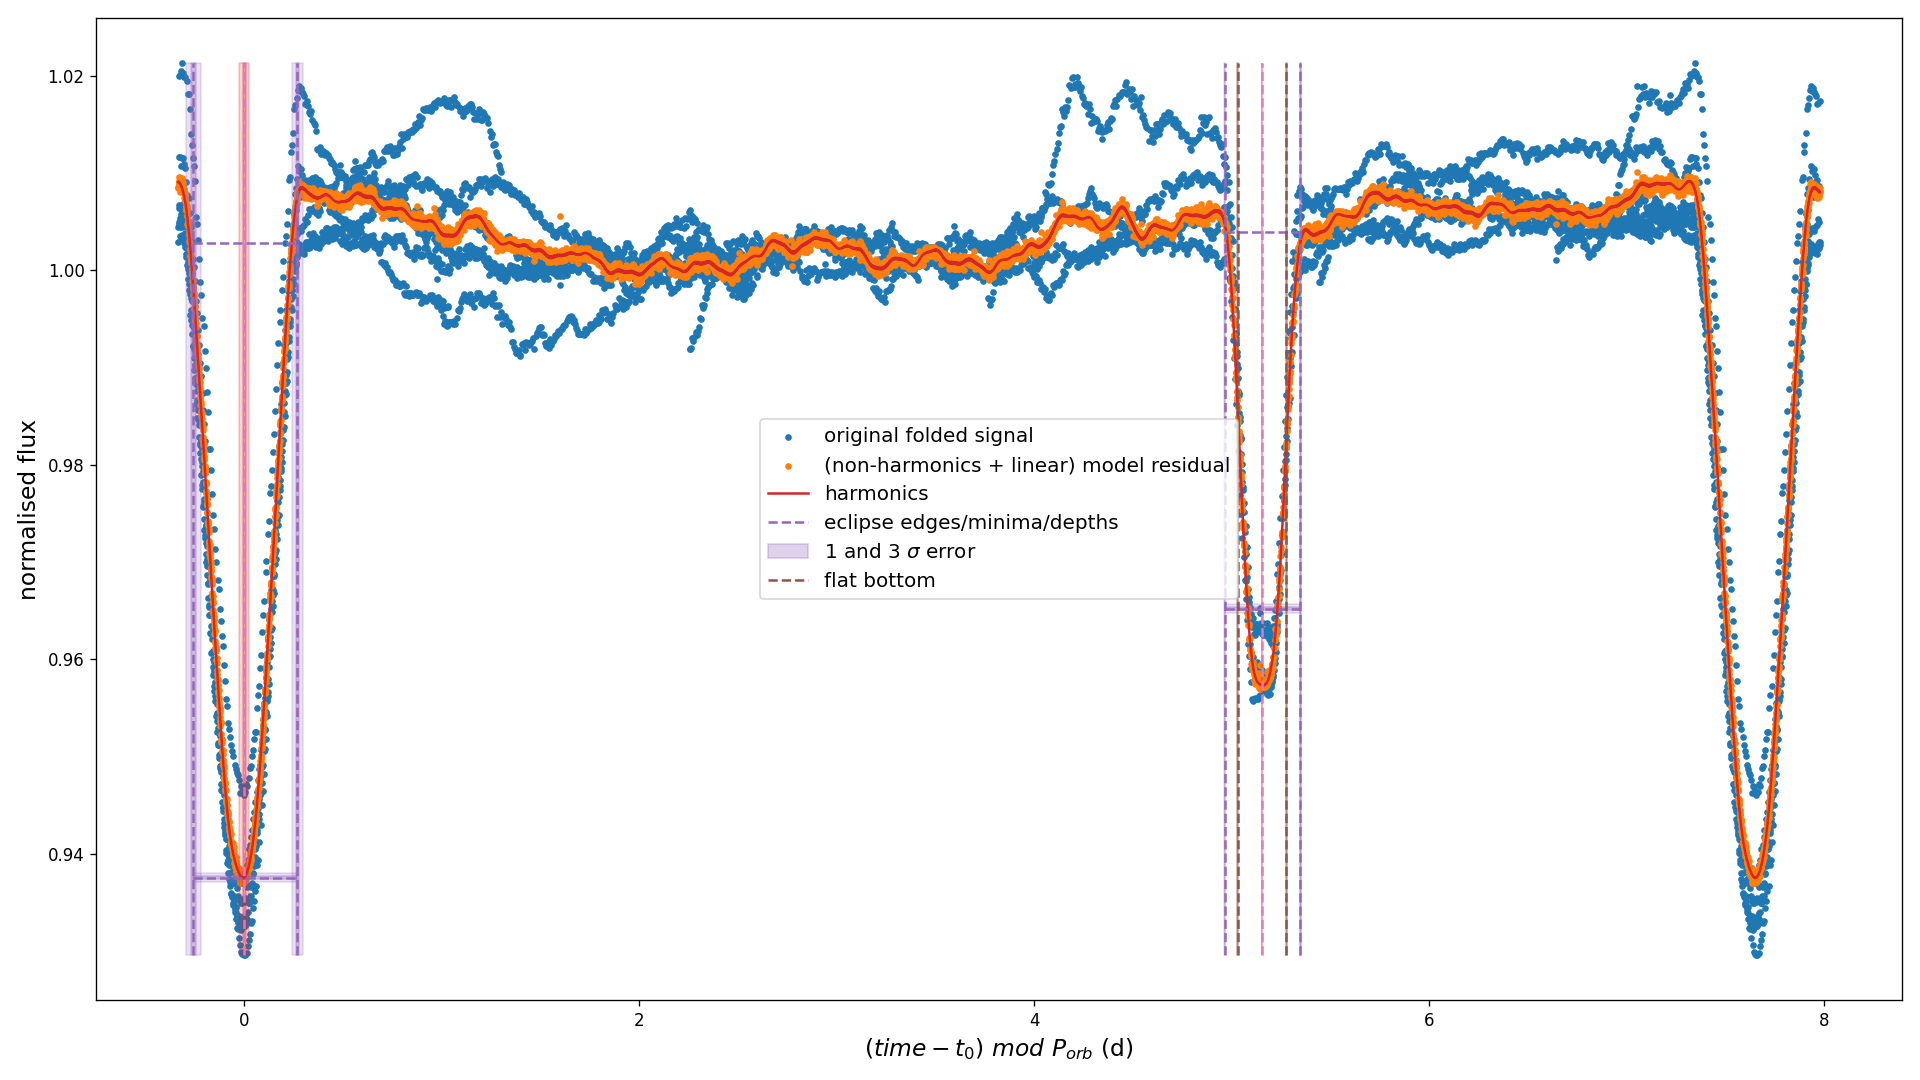 1.02
1.00
0.98
0.96
0.94
normalised flux
original folded signal
(non-harmonics + linear) model residual
harmonics
eclipse edges/minima/depths
1 and 3 σ error
flat bottom
0 2 4 6 8
(time − t₀) mod Pₒᵣb (d)